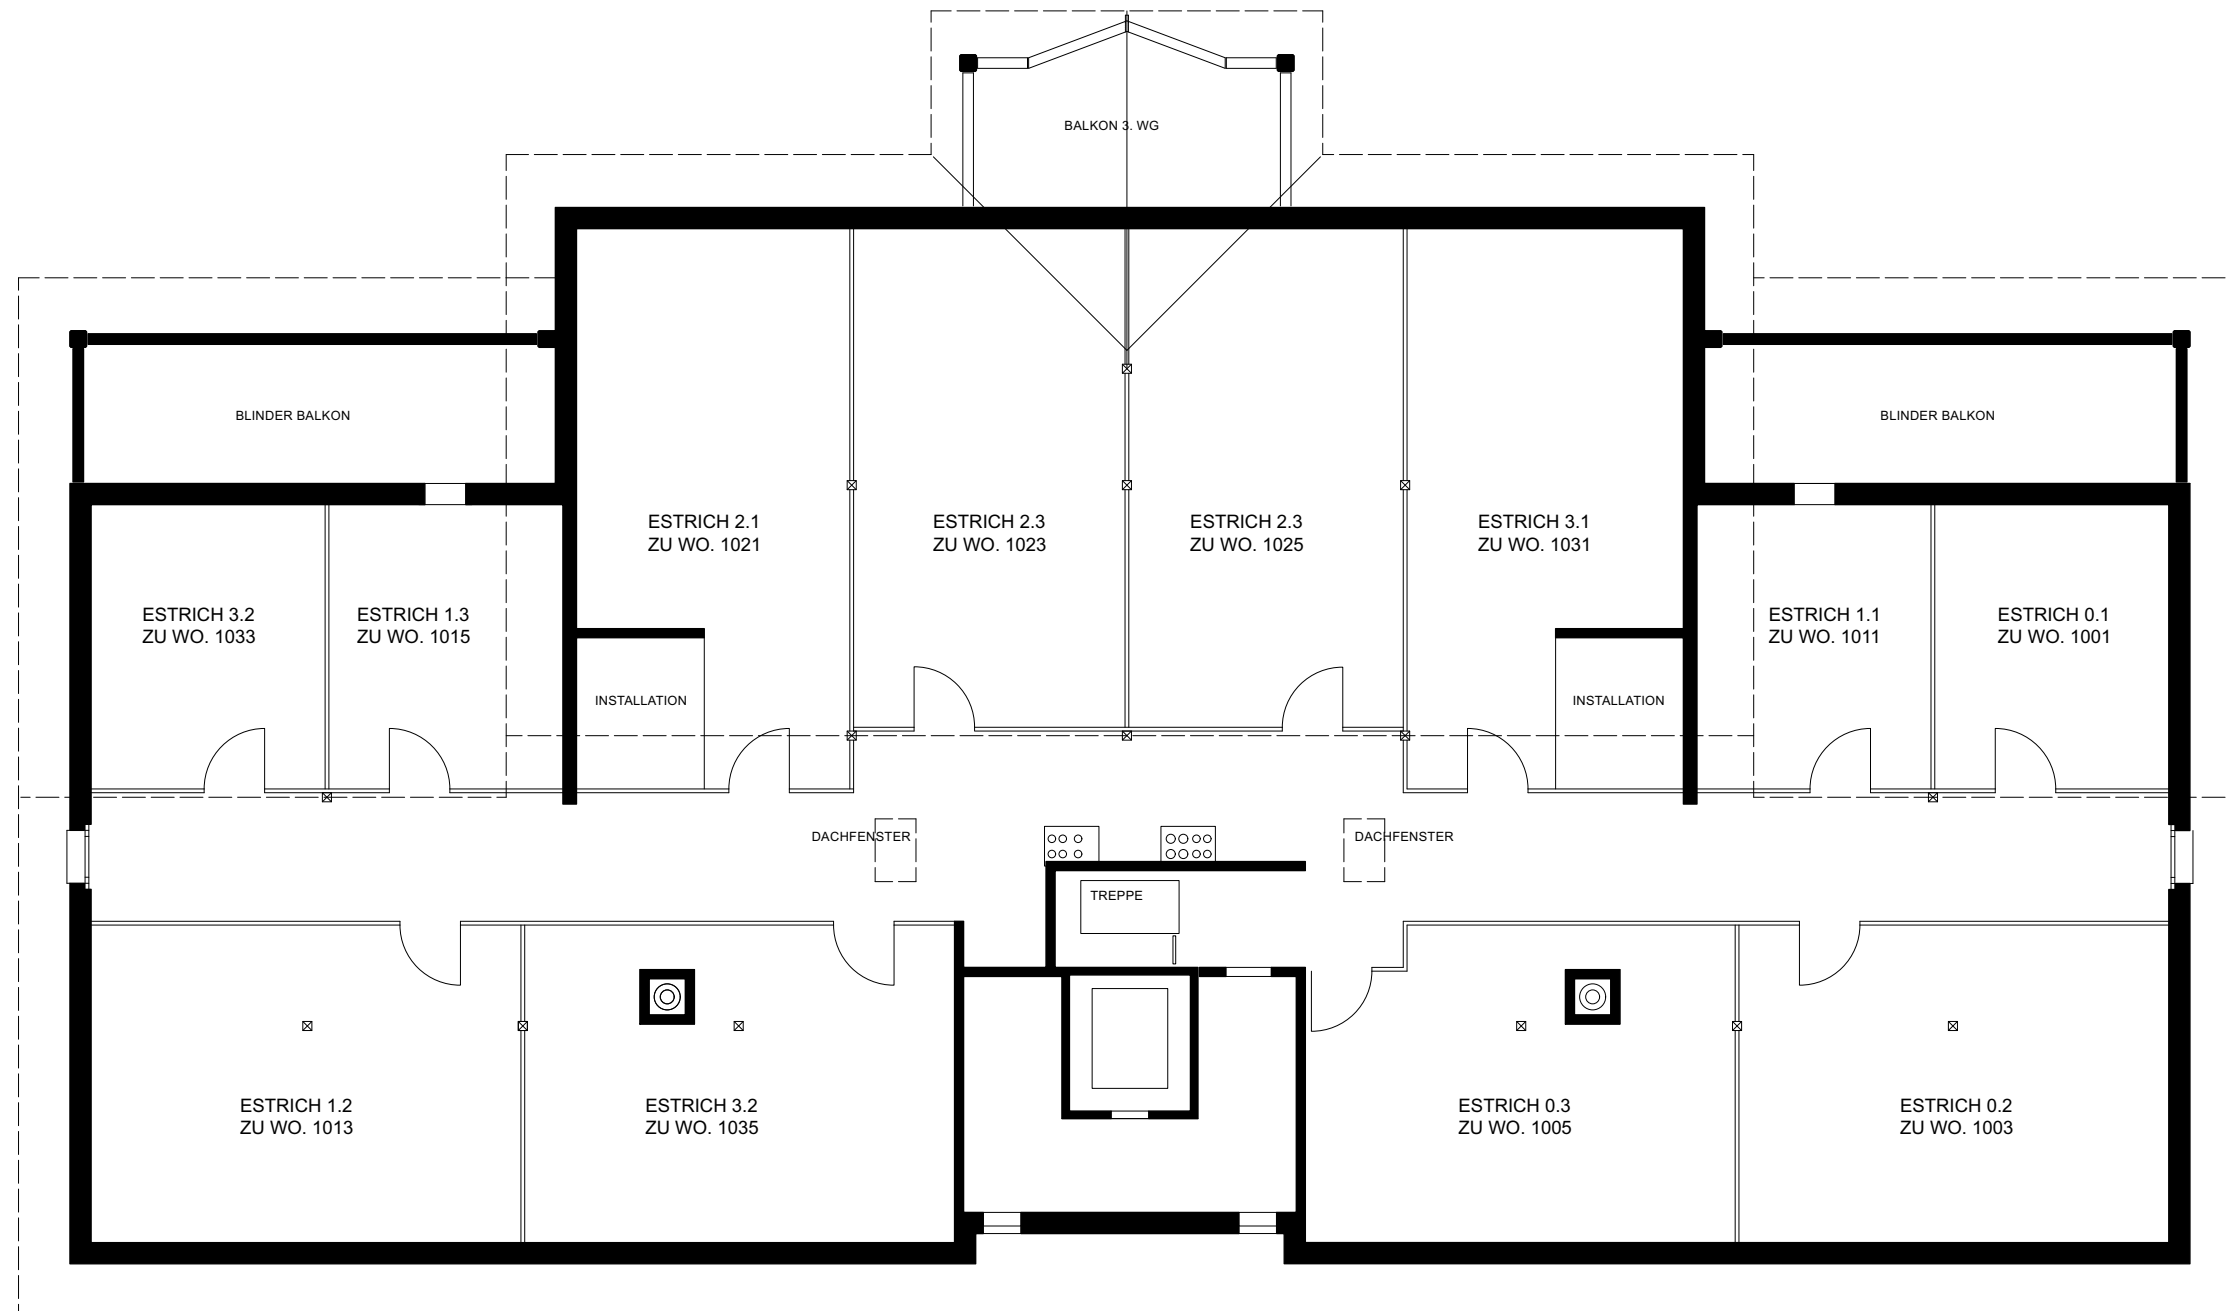 BALKON 3. WG
BLINDER BALKON
BLINDER BALKON
ESTRICH 2.1
ZU WO. 1021
ESTRICH 2.3
ZU WO. 1023
ESTRICH 2.3
ZU WO. 1025
ESTRICH 3.1
ZU WO. 1031
ESTRICH 3.2
ZU WO. 1033
ESTRICH 1.3
ZU WO. 1015
ESTRICH 1.1
ZU WO. 1011
ESTRICH 0.1
ZU WO. 1001
INSTALLATION
INSTALLATION
DACHFENSTER
DACHFENSTER
TREPPE
ESTRICH 1.2
ZU WO. 1013
ESTRICH 3.2
ZU WO. 1035
ESTRICH 0.3
ZU WO. 1005
ESTRICH 0.2
ZU WO. 1003